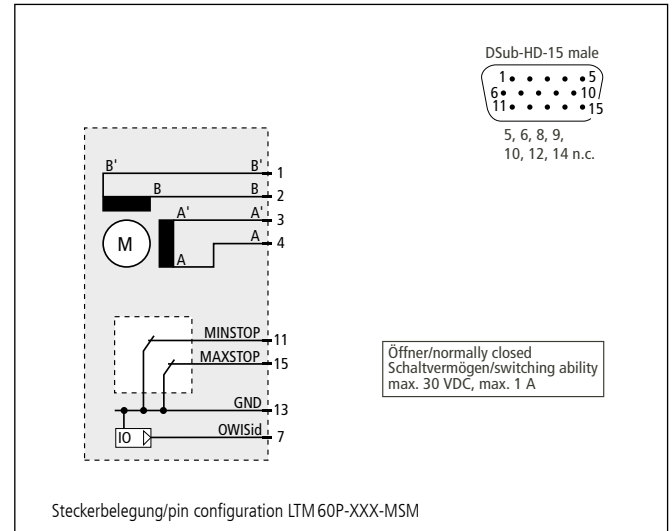 DSub-HD-15 male
1 5
6 10
11 15
5, 6, 8, 9,
10, 12, 14 n.c.
B' B' 1
B B 2
A' A' 3
M A 4
A
MINSTOP 11
MAXSTOP 15
GND 13
IO OWISid 7
Öffner/normally closed
Schaltvermögen/switching ability
max. 30 VDC, max. 1 A
Steckerbelegung/pin configuration LTM60P-XXX-MSM